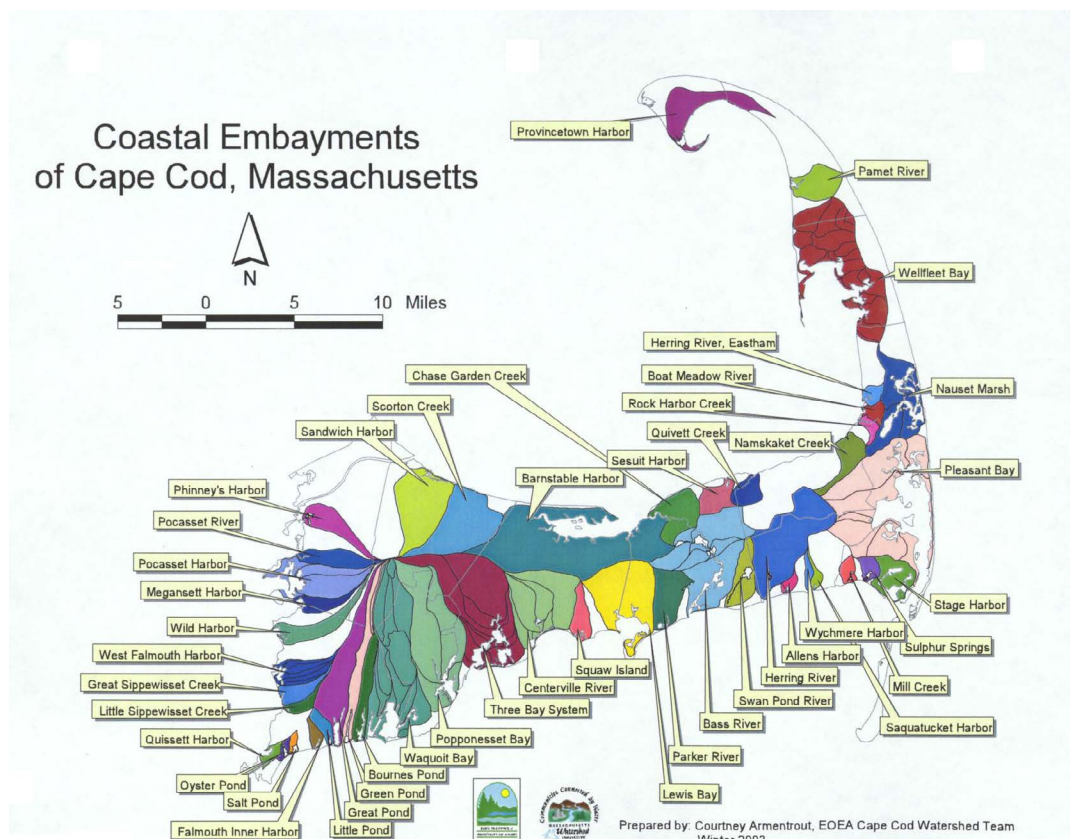 Coastal Embayments
of Cape Cod, Massachusetts
N
5 0 5 10 Miles
Provincetown Harbor
Pamet River
Wellfleet Bay
Herring River, Eastham
Boat Meadow River
Rock Harbor Creek
Nauset Marsh
Chase Garden Creek
Scorton Creek
Sandwich Harbor
Quivett Creek
Namskaket Creek
Sesuit Harbor
Barnstable Harbor
Pleasant Bay
Phinney's Harbor
Pocasset River
Pocasset Harbor
Megansett Harbor
Wild Harbor
West Falmouth Harbor
Great Sippewisset Creek
Little Sippewisset Creek
Quissett Harbor
Oyster Pond
Salt Pond
Falmouth Inner Harbor
Little Pond
Great Pond
Green Pond
Bournes Pond
Waquoit Bay
Popponesset Bay
Three Bay System
Centerville River
Squaw Island
Lewis Bay
Parker River
Bass River
Swan Pond River
Herring River
Allens Harbor
Wychmere Harbor
Saquatucket Harbor
Mill Creek
Sulphur Springs
Stage Harbor
Prepared by: Courtney Armentrout, EOEA Cape Cod Watershed Team